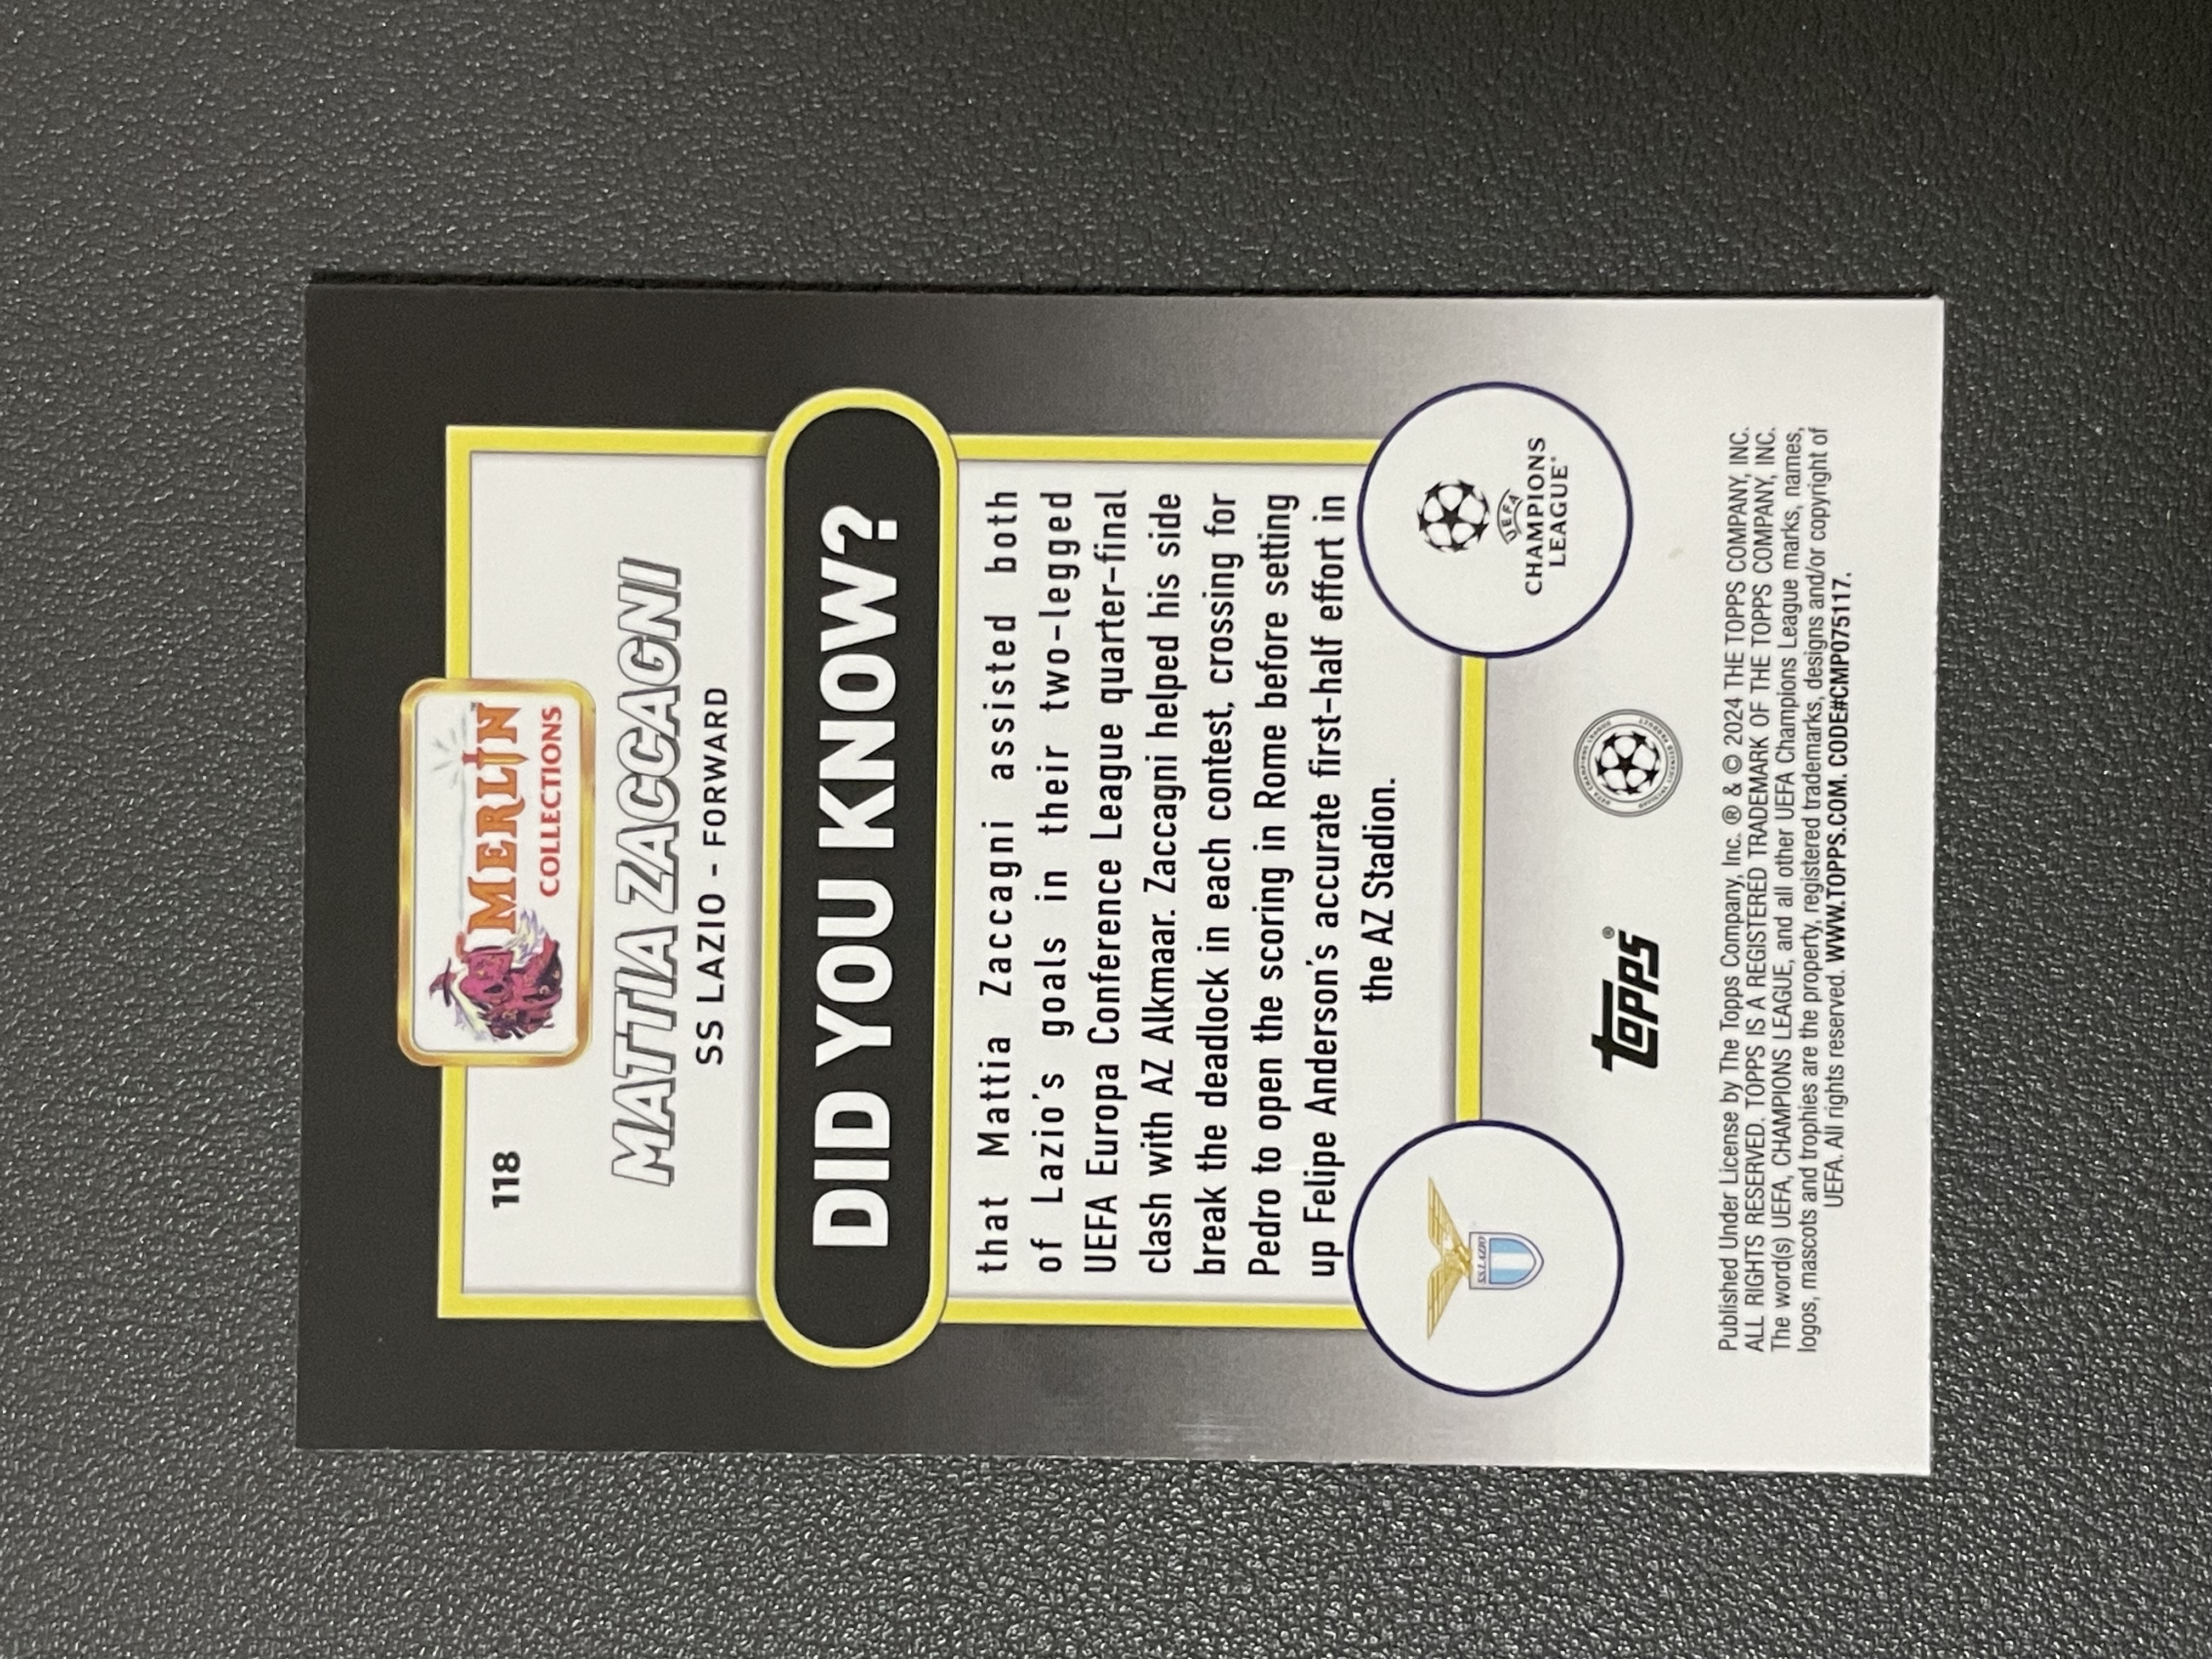 118
MERLIN
COLLECTIONS
MATTIA ZACCAGNI
SS LAZIO - FORWARD
DID YOU KNOW?
that Mattia Zaccagni assisted both
of Lazio's goals in their two-legged
UEFA Europa Conference League quarter-final
clash with AZ Alkmaar. Zaccagni helped his side
break the deadlock in each contest, crossing for
Pedro to open the scoring in Rome before setting
up Felipe Anderson's accurate first-half effort in
the AZ Stadion.
S.S.LAZIO
UEFA
CHAMPIONS
LEAGUE®
topps®
Published Under License by The Topps Company, Inc. ® & © 2024 THE TOPPS COMPANY, INC.
ALL RIGHTS RESERVED. TOPPS IS A REGISTERED TRADEMARK OF THE TOPPS COMPANY, INC.
The word(s) UEFA, CHAMPIONS LEAGUE, and all other UEFA Champions League marks, names,
logos, mascots and trophies are the property, registered trademarks, designs and/or copyright of
UEFA. All rights reserved. WWW.TOPPS.COM. CODE#CMP075117.